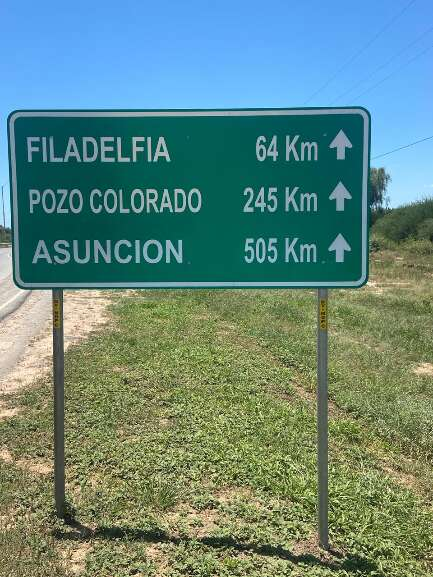 FILADELFIA 64 Km ↑
POZO COLORADO 245 Km ↑
ASUNCION 505 Km ↑